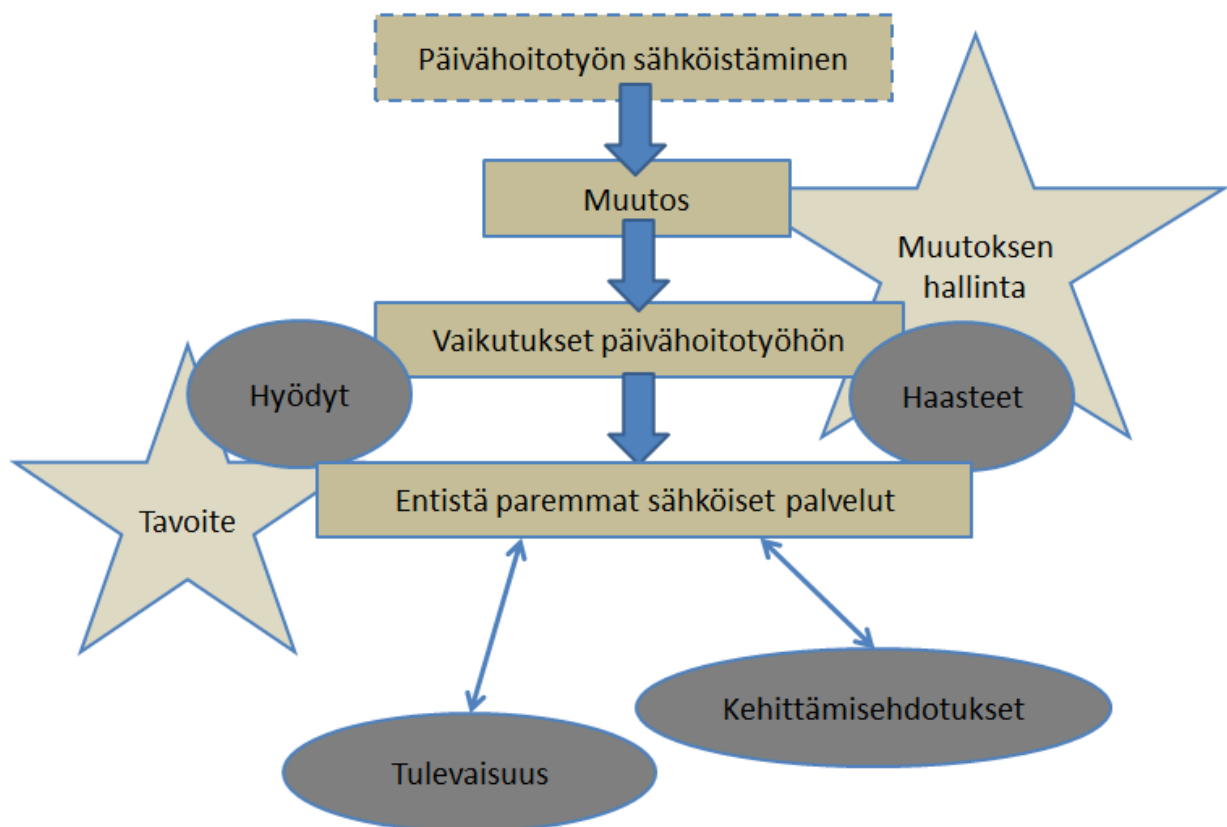 Päivähoitotyön sähköistäminen
Muutos
Muutoksen
hallinta
Vaikutukset päivähoitotyöhön
Hyödyt
Haasteet
Entistä paremmat sähköiset palvelut
Tavoite
Kehittämisehdotukset
Tulevaisuus